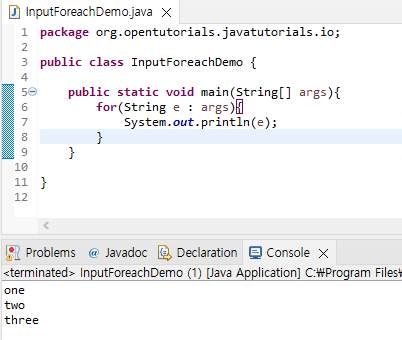 InputForeachDemo.java
1 package org.opentutorials.javatutorials.io;
2
3 public class InputForeachDemo {
4
5     public static void main(String[] args){
6         for(String e : args){
7             System.out.println(e);
8         }
9     }
10
11 }
12
Problems @ Javadoc Declaration Console
<terminated> InputForeachDemo (1) [Java Application] C:₩Program Files₩
one
two
three